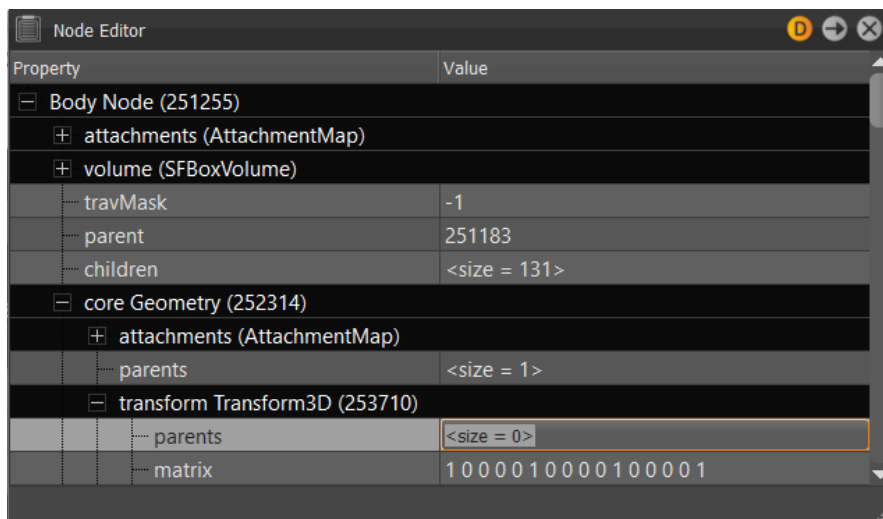 Node Editor
D
Property Value
Body Node (251255)
attachments (AttachmentMap)
volume (SFBoxVolume)
travMask -1
parent 251183
children <size = 131>
core Geometry (252314)
attachments (AttachmentMap)
parents <size = 1>
transform Transform3D (253710)
parents <size = 0>
matrix 1 0 0 0 0 1 0 0 0 0 1 0 0 0 0 1